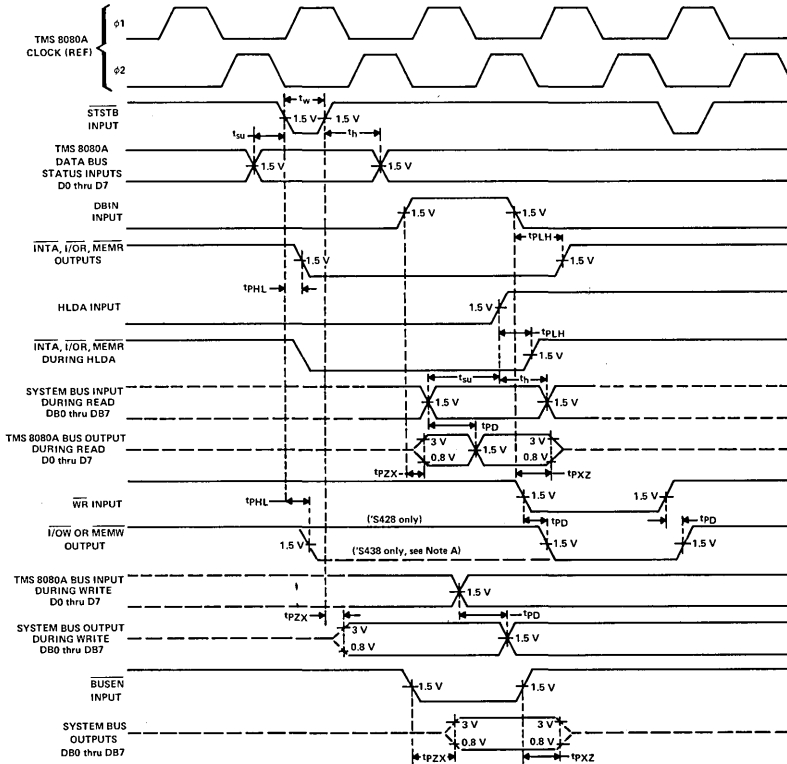 TMS 8080A
CLOCK (REF)
ϕ1
ϕ2
STSTB
INPUT
tw
1.5 V
1.5 V
tsu
th
TMS 8080A
DATA BUS
STATUS INPUTS
D0 thru D7
1.5 V
1.5 V
DBIN
INPUT
1.5 V
1.5 V
tPLH
INTA, I/OR, MEMR
OUTPUTS
1.5 V
1.5 V
tPHL
HLDA INPUT
1.5 V
tPLH
INTA, I/OR, MEMR
DURING HLDA
1.5 V
tsu
th
SYSTEM BUS INPUT
DURING READ
DB0 thru DB7
1.5 V
1.5 V
tPD
TMS 8080A BUS OUTPUT
DURING READ
D0 thru D7
3 V
0.8 V
1.5 V
3 V
0.8 V
tPZX
tPXZ
WR INPUT
1.5 V
1.5 V
tPHL
tPD
tPD
I/OW OR MEMW
OUTPUT
('S428 only)
1.5 V
('S438 only, see Note A)
1.5 V
1.5 V
TMS 8080A BUS INPUT
DURING WRITE
D0 thru D7
1.5 V
tPZX
tPD
SYSTEM BUS OUTPUT
DURING WRITE
DB0 thru DB7
3 V
0.8 V
1.5 V
BUSEN
INPUT
1.5 V
1.5 V
SYSTEM BUS
OUTPUTS
DB0 thru DB7
3 V
0.8 V
3 V
0.8 V
tPZX
tPXZ